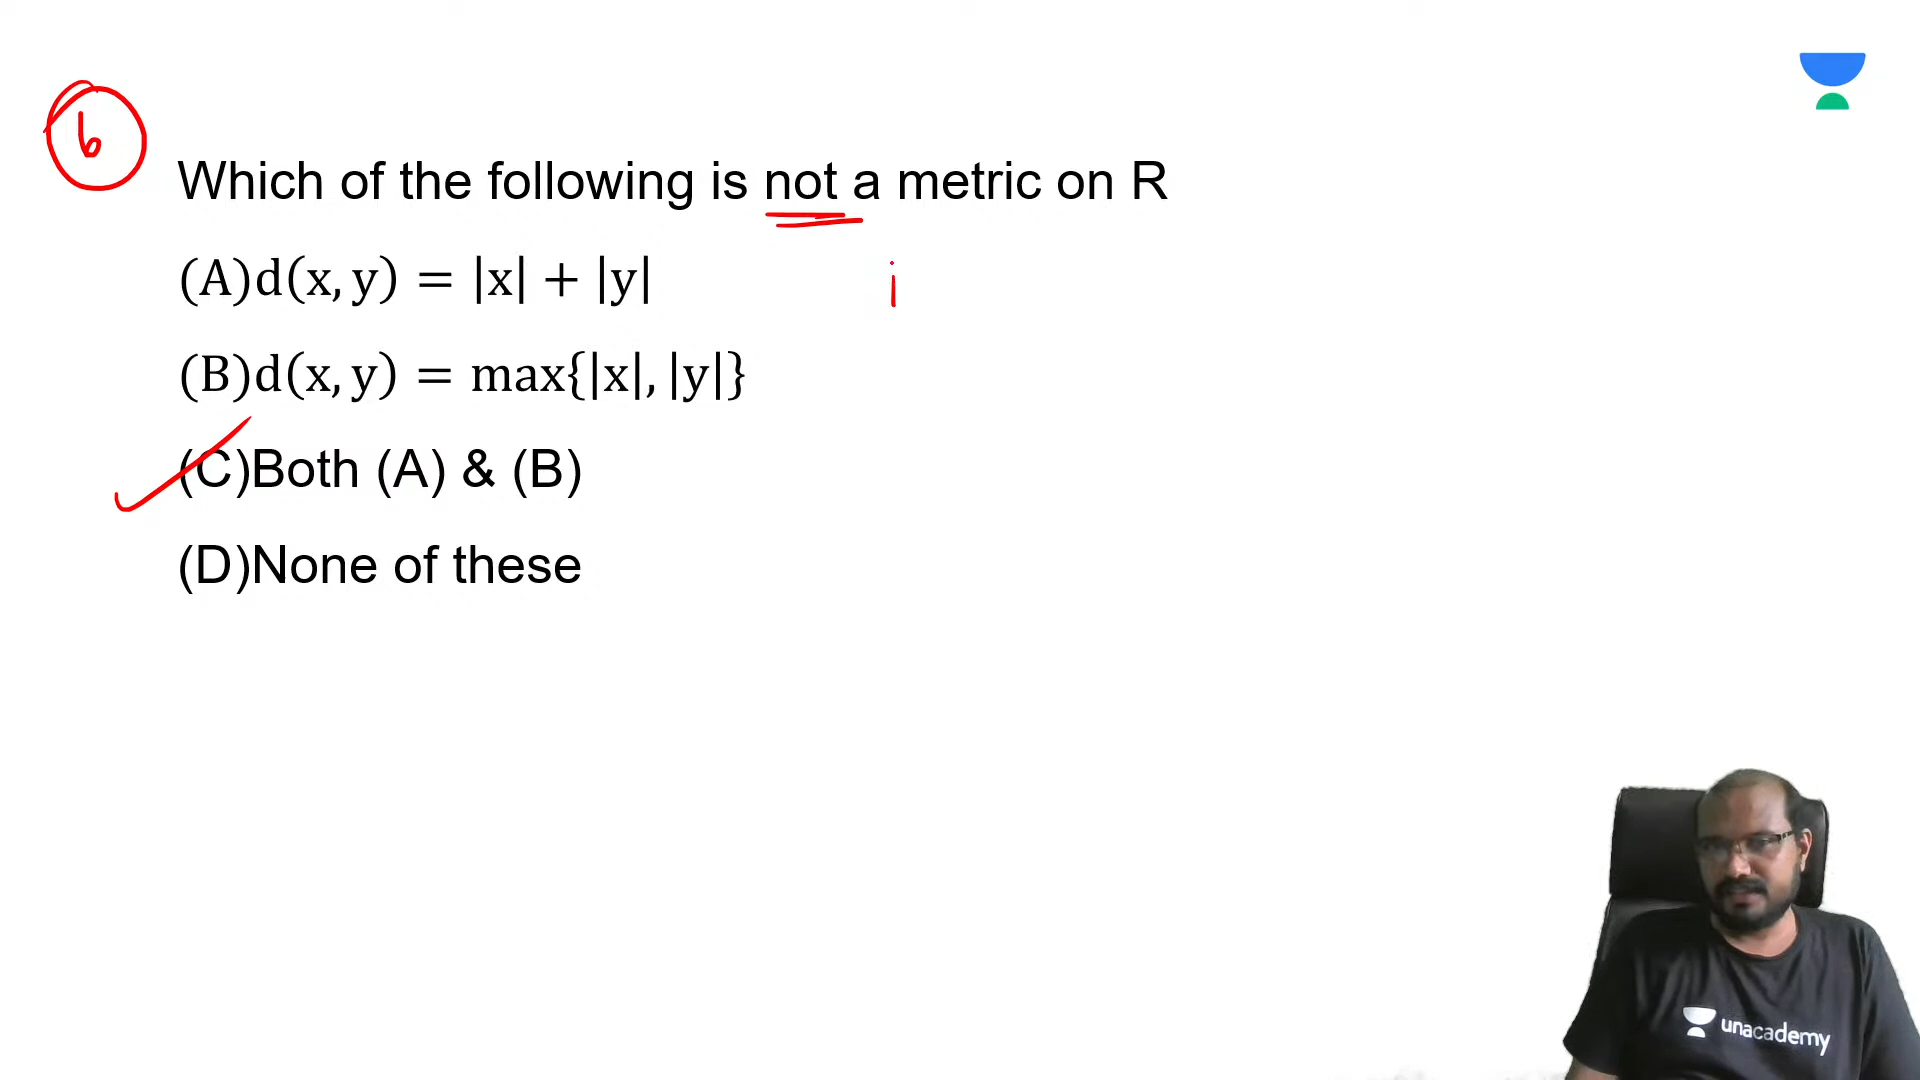 6
Which of the following is not a metric on R
(A)d(x, y) = |x| + |y|
i
(B)d(x, y) = max{|x|, |y|}
(C)Both (A) & (B)
(D)None of these
unacademy